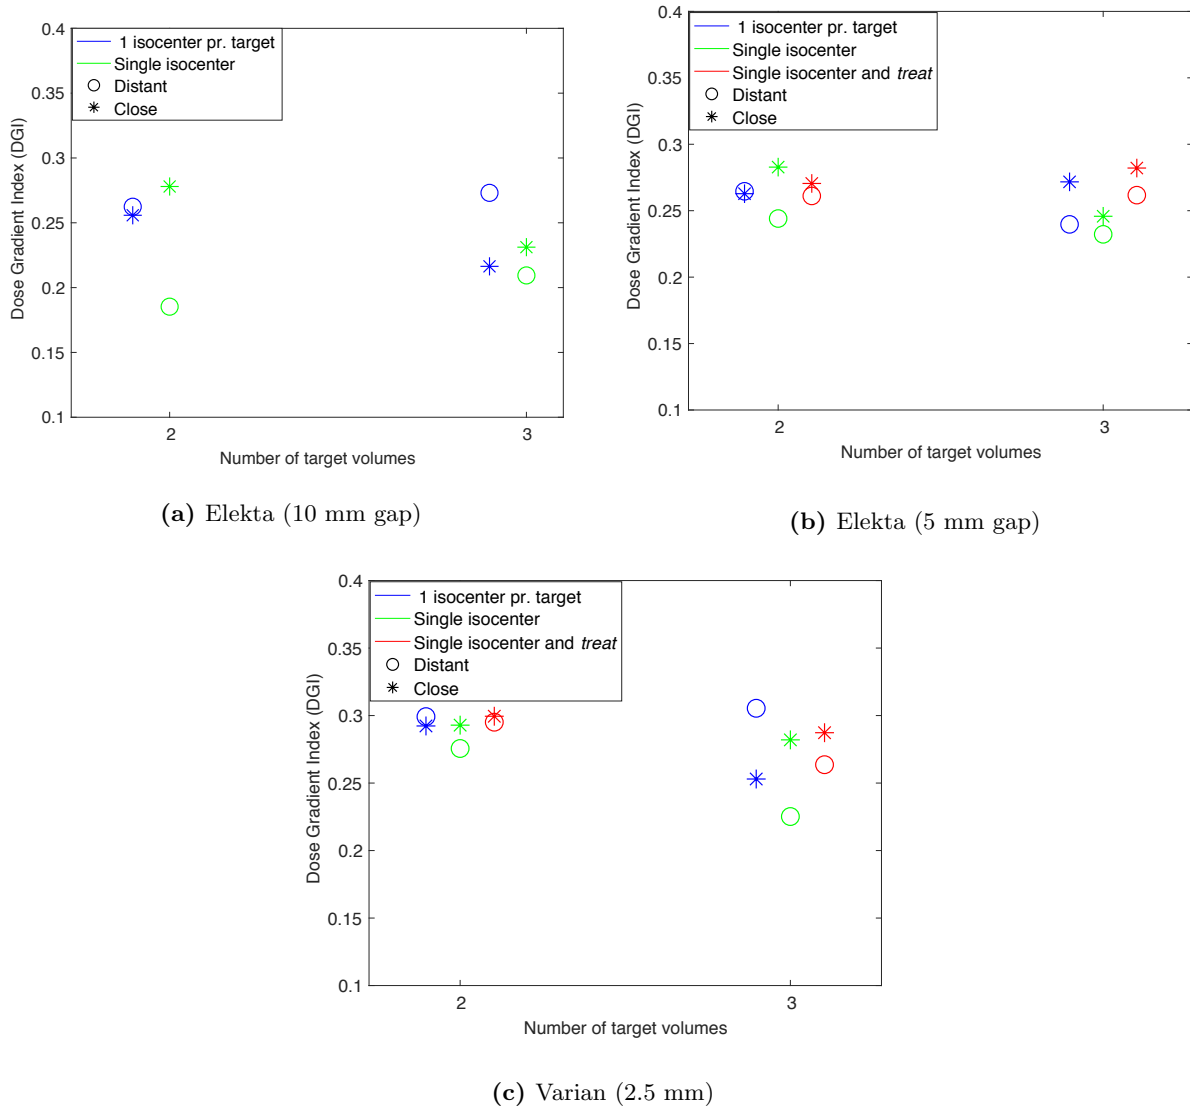 0.4
0.35
0.3
0.25
0.2
0.15
0.1
2
3
Dose Gradient Index (DGI)
Number of target volumes
1 isocenter pr. target
Single isocenter
Distant
Close
(a) Elekta (10 mm gap)
0.4
0.35
0.3
0.25
0.2
0.15
0.1
2
3
Dose Gradient Index (DGI)
Number of target volumes
1 isocenter pr. target
Single isocenter
Single isocenter and treat
Distant
Close
(b) Elekta (5 mm gap)
0.4
0.35
0.3
0.25
0.2
0.15
0.1
2
3
Dose Gradient Index (DGI)
Number of target volumes
1 isocenter pr. target
Single isocenter
Single isocenter and treat
Distant
Close
(c) Varian (2.5 mm)